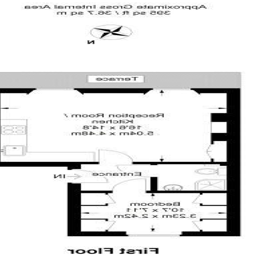 Approximate Gross Internal Area
395 sq ft / 36.7 sq m
N
Terrace
Reception Room /
Kitchen
16'6 x 14'8
5.04m x 4.48m
Entrance
IN
Bedroom
10'7 x 7'11
3.23m x 2.42m
First Floor